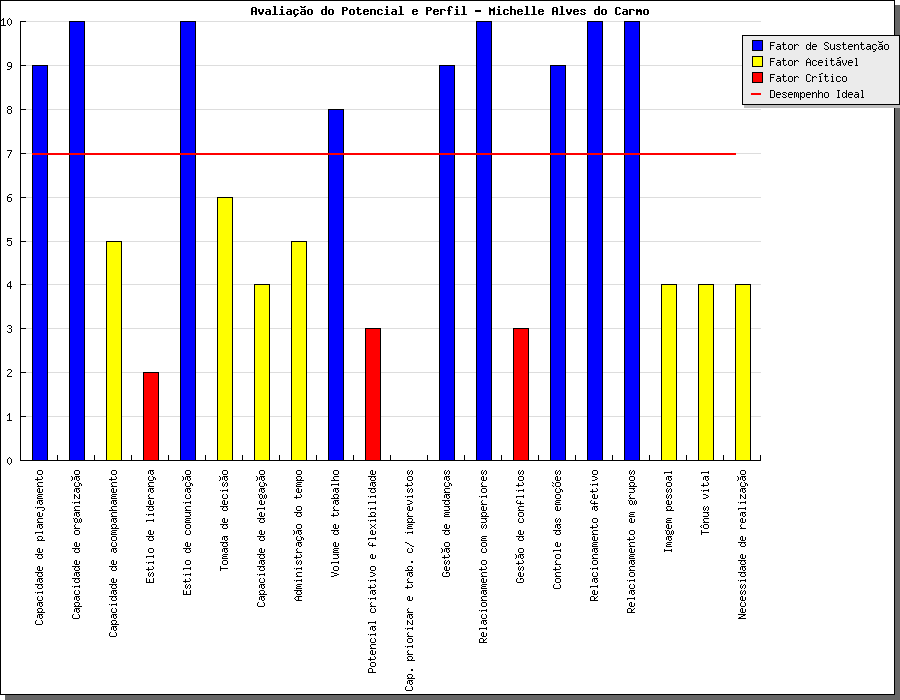 Avaliação do Potencial e Perfil - Michelle Alves do Carmo
10
9
8
7
6
5
4
3
2
1
0
Fator de Sustentação
Fator Aceitável
Fator Crítico
Desempenho Ideal
Capacidade de planejamento
Capacidade de organização
Capacidade de acompanhamento
Estilo de liderança
Estilo de comunicação
Tomada de decisão
Capacidade de delegação
Administração do tempo
Volume de trabalho
Potencial criativo e flexibilidade
Cap. priorizar e trab. c/ imprevistos
Gestão de mudanças
Relacionamento com superiores
Gestão de conflitos
Controle das emoções
Relacionamento afetivo
Relacionamento em grupos
Imagem pessoal
Tônus vital
Necessidade de realização